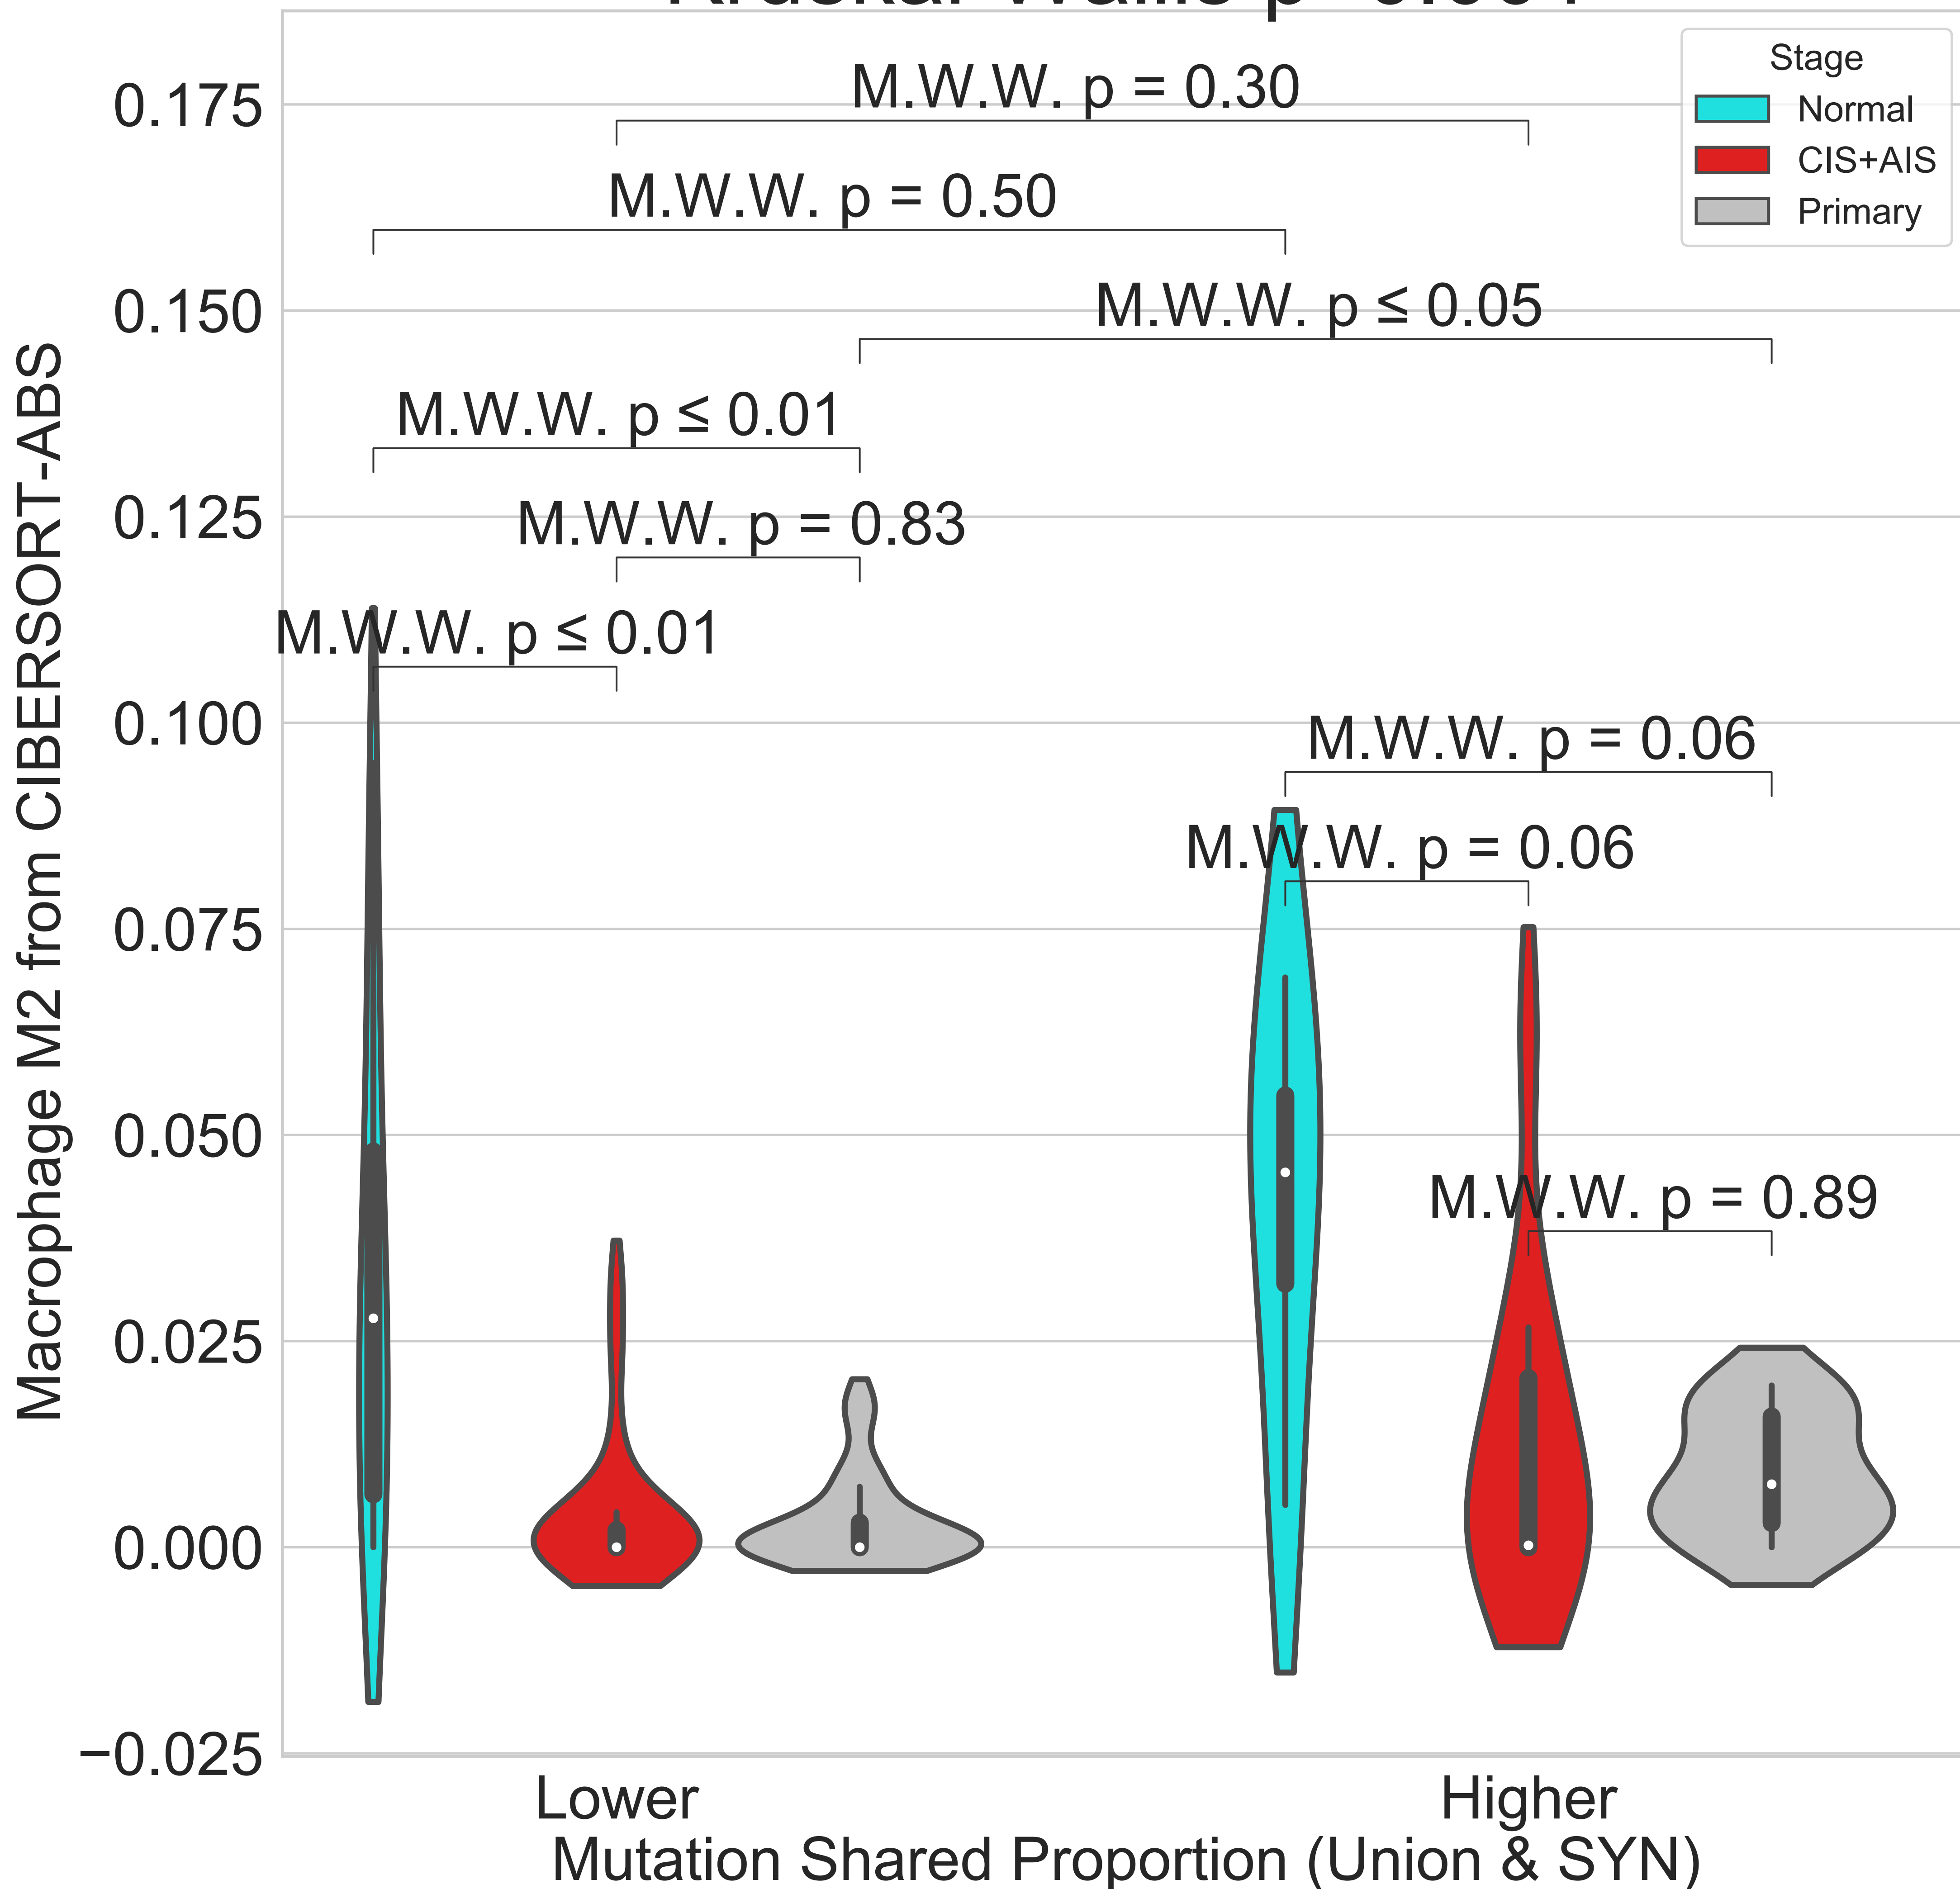 Stage
Normal
CIS+AIS
Primary
M.W.W. p = 0.30
M.W.W. p = 0.50
M.W.W. p ≤ 0.05
M.W.W. p ≤ 0.01
M.W.W. p = 0.83
M.W.W. p ≤ 0.01
M.W.W. p = 0.06
M.W.W. p = 0.06
M.W.W. p = 0.89
0.175
0.150
0.125
0.100
0.075
0.050
0.025
0.000
−0.025
Macrophage M2 from CIBERSORT-ABS
Lower
Higher
Mutation Shared Proportion (Union & SYN)